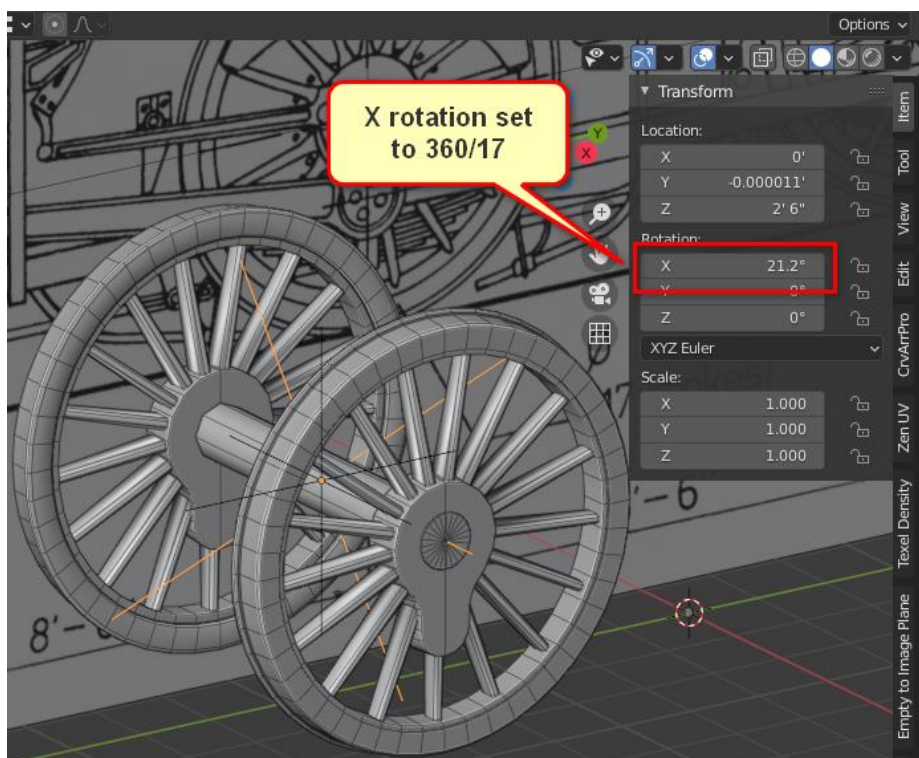 Options
X rotation set
to 360/17
Y
X
Transform
Location:
X 0'
Y -0.000011'
Z 2' 6"
Rotation:
X 21.2°
Y 0°
Z 0°
XYZ Euler
Scale:
X 1.000
Y 1.000
Z 1.000
Item
Tool
View
Edit
CrvArrPro
Zen UV
Texel Density
Empty to Image Plane
17
'-6
8'-